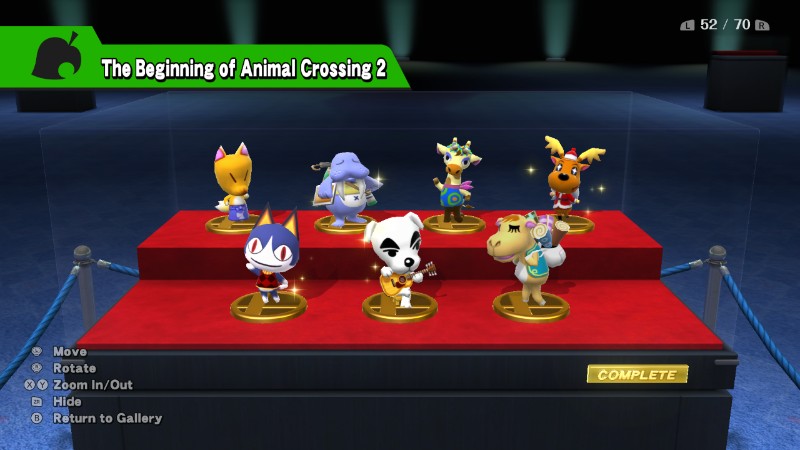 L 52 / 70 R
The Beginning of Animal Crossing 2
Move
Rotate
X Y Zoom In/Out
Hide
Return to Gallery
COMPLETE